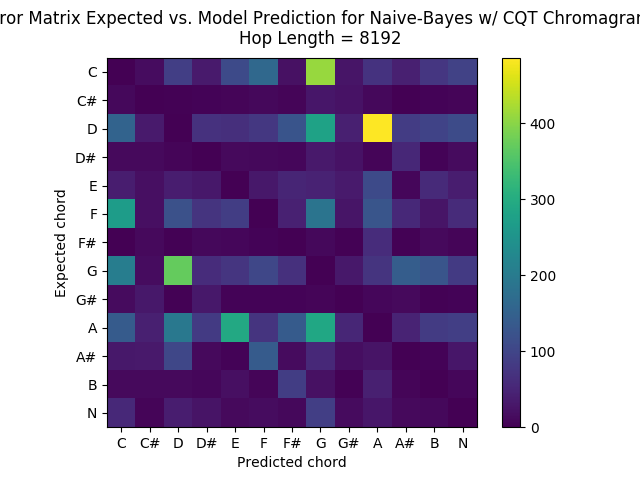 ror Matrix Expected vs. Model Prediction for Naive-Bayes w/ CQT Chromagram
Hop Length = 8192
C
C#
D
D#
E
F
F#
G
G#
A
A#
B
N
Expected chord
C C# D D# E F F# G G# A A# B N
Predicted chord
400
300
200
100
0